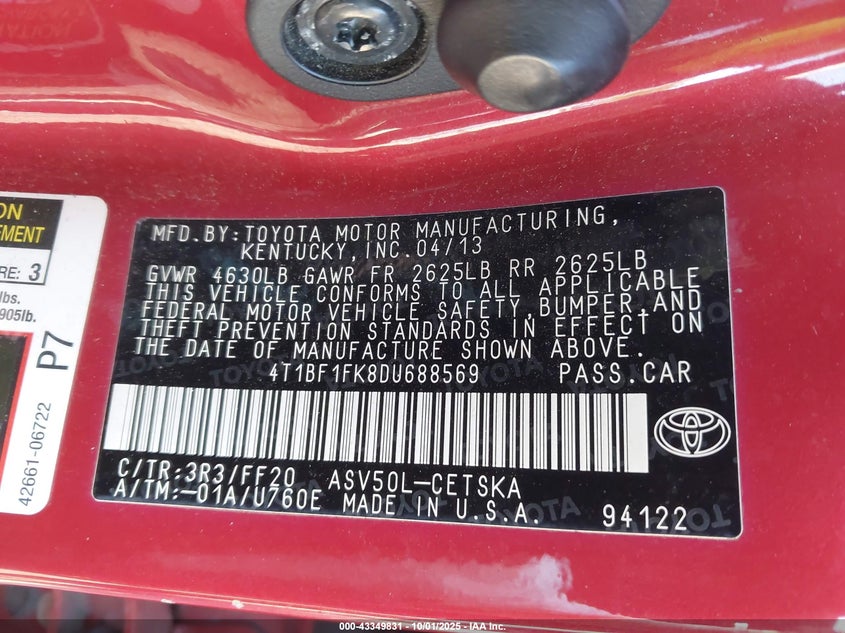 ON
EMENT
RE: 3
lbs.
905lb.
P7
42661-06722
MFD.BY:TOYOTA MOTOR MANUFACTURING,
KENTUCKY,INC.04/13
GVWR 4630LB GAWR FR 2625LB RR 2625LB
THIS VEHICLE CONFORMS TO ALL APPLICABLE
FEDERAL MOTOR VEHICLE SAFETY,BUMPER,AND
THEFT PREVENTION STANDARDS IN EFFECT ON
THE DATE OF MANUFACTURE SHOWN ABOVE.
4T1BF1FK8DU688569 PASS.CAR
C/TR:3R3/FF20 ASV50L-CETSKA
A/TM:-01A/U760E MADE IN U.S.A. 94122
000-43349831 - 10/01/2025 - IAA Inc.